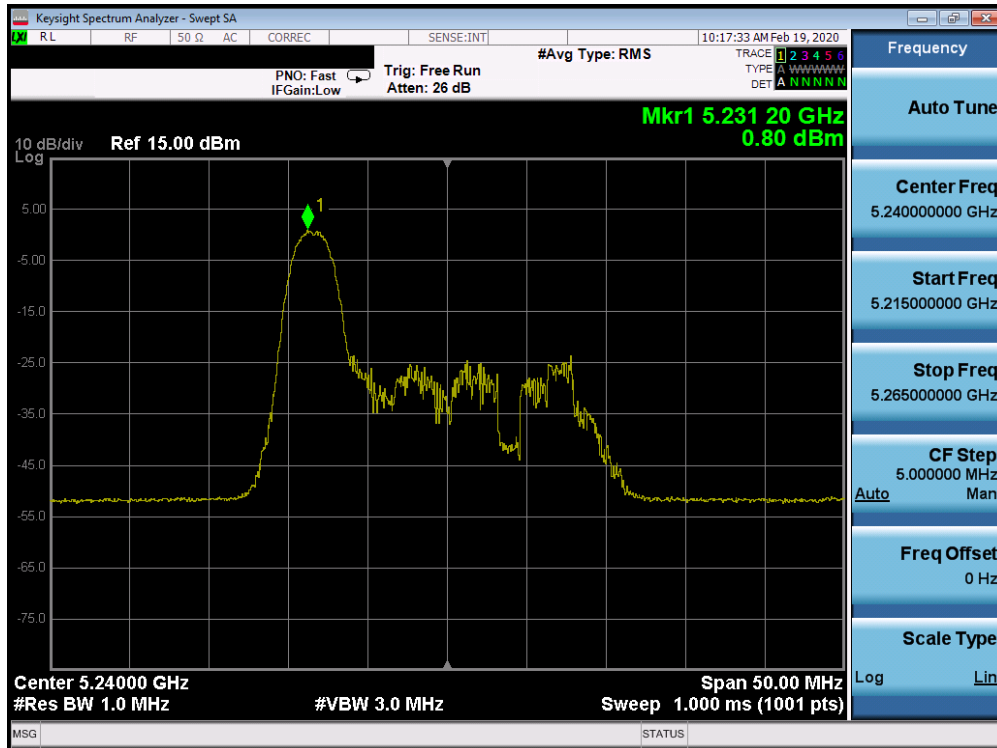 Keysight Spectrum Analyzer - Swept SA
LXI RL RF 50 Ω AC CORREC SENSE:INT 10:17:33 AM Feb 19, 2020
#Avg Type: RMS
TRACE 1 2 3 4 5 6
TYPE A WWWWW
DET A N N N N N
PNO: Fast
IFGain:Low
Trig: Free Run
Atten: 26 dB
Mkr1 5.231 20 GHz
0.80 dBm
10 dB/div
Log
Ref 15.00 dBm
1
5.00
-5.00
-15.0
-25.0
-35.0
-45.0
-55.0
-65.0
-75.0
Center 5.24000 GHz
Span 50.00 MHz
#Res BW 1.0 MHz
#VBW 3.0 MHz
Sweep 1.000 ms (1001 pts)
MSG
STATUS
Frequency
Auto Tune
Center Freq
5.240000000 GHz
Start Freq
5.215000000 GHz
Stop Freq
5.265000000 GHz
CF Step
5.000000 MHz
Auto Man
Freq Offset
0 Hz
Scale Type
Log Lin